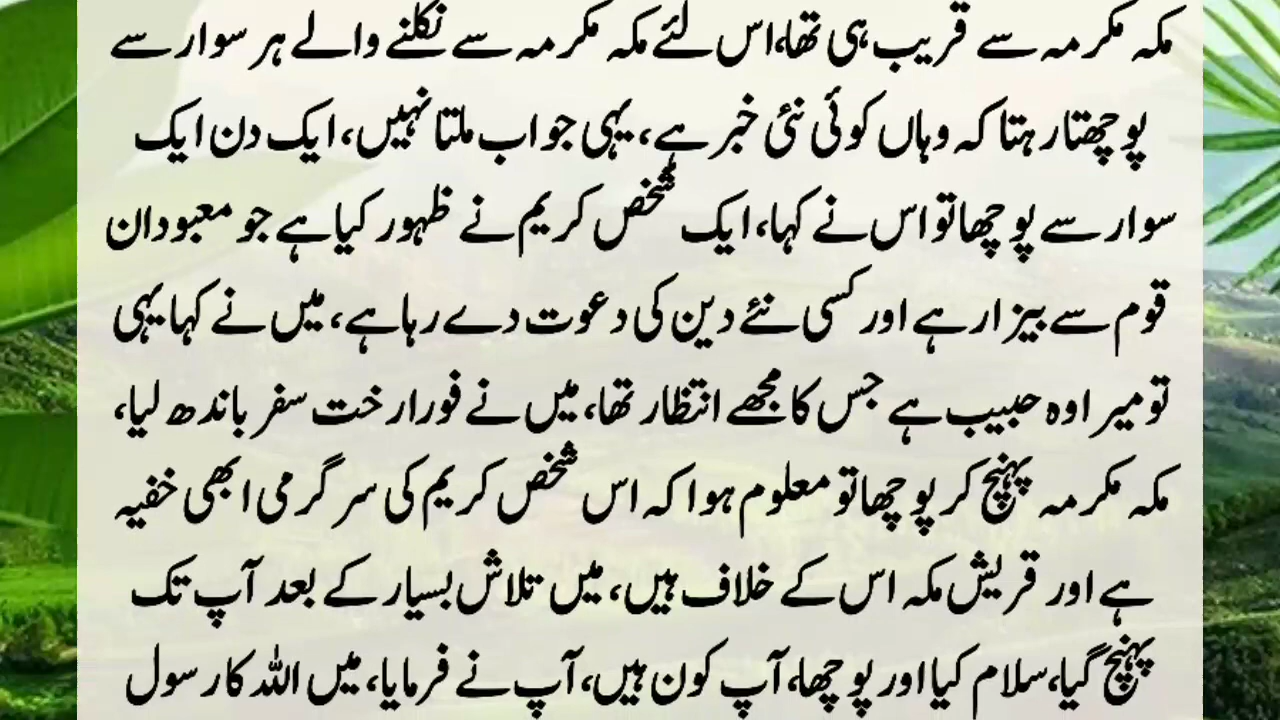 مکہ مکرمہ سے قریب ہی تھا،اس لئے مکہ مکرمہ سے نکلنے والے ہر سوار سے
پوچھتا رہتا کہ وہاں کوئی نئی خبر ہے، یہی جواب ملتا نہیں، ایک دن ایک
سوار سے پوچھا تو اس نے کہا، ایک شخص کریم نے ظہور کیا ہے جو معبودان
قوم سے بیزار ہے اور کسی نئے دین کی دعوت دے رہا ہے، میں نے کہا یہی
تو میرا وہ حبیب ہے جس کا مجھے انتظار تھا، میں نے فورا رخت سفر باندھ لیا،
مکہ مکرمہ پہنچ کر پوچھا تو معلوم ہوا کہ اس شخص کریم کی سرگرمی ابھی خفیہ
ہے اور قریش مکہ اس کے خلاف ہیں، میں تلاش بسیار کے بعد آپ تک
پہنچ گیا،سلام کیا اور پوچھا، آپ کون ہیں، آپ نے فرمایا، میں اللہ کا رسول